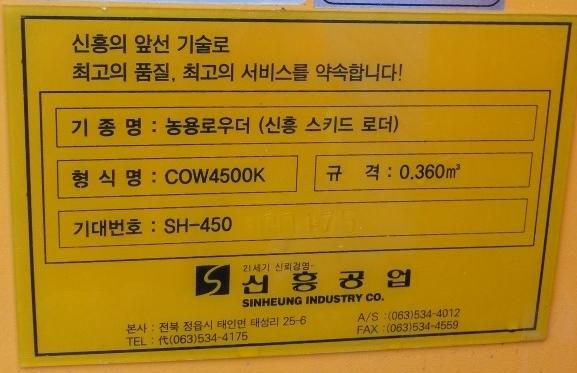 신흥의 앞선 기술로
최고의 품질, 최고의 서비스를 약속합니다!
기 종 명 : 농용로우더 (신흥 스키드 로더)
형 식 명 : COW4500K
규 격 : 0.360m³
기대번호 : SH-450
21세기 신뢰경영-
신흥공업
SINHEUNG INDUSTRY CO.
본사 : 전북 정읍시 태인면 태성리 25-6
TEL : 代(063)534-4175
A/S : (063)534-4012
FAX : (063)534-4559